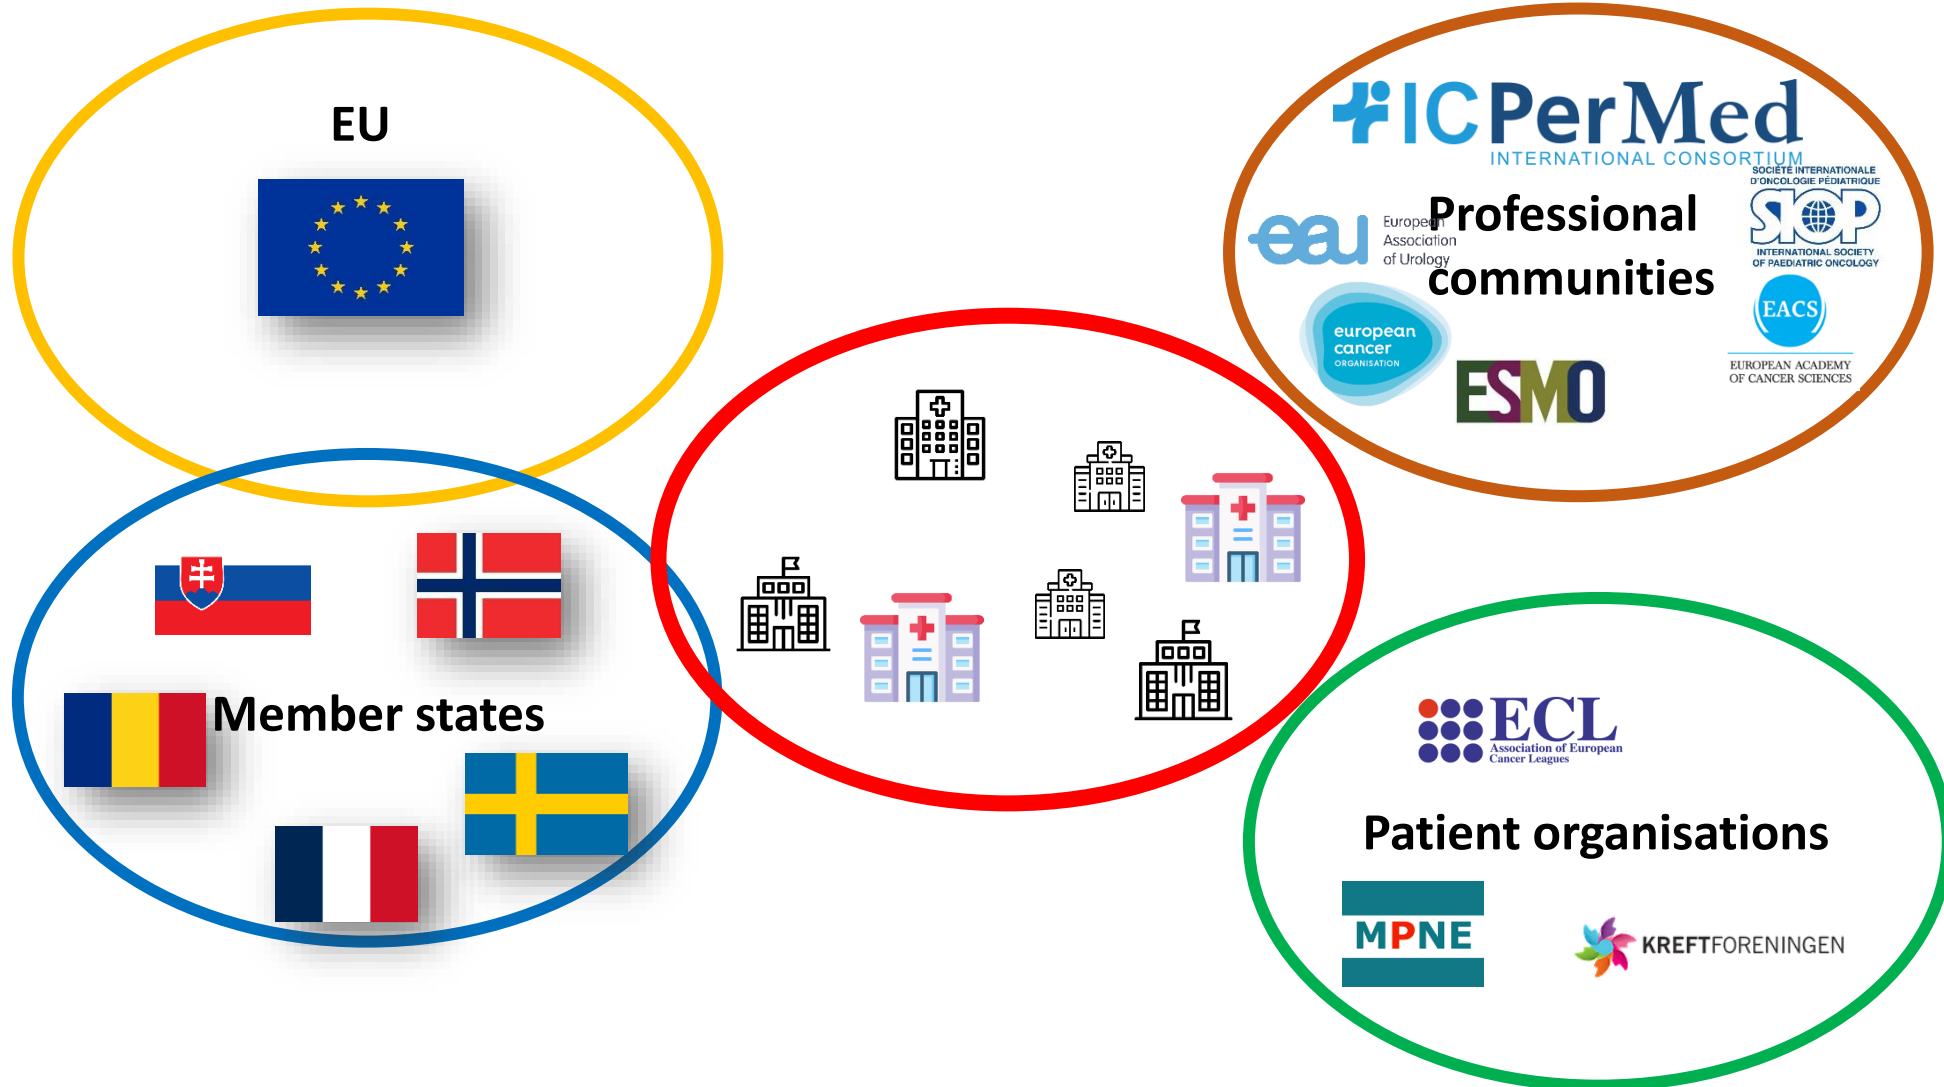 EU
Member states
ICPerMed
INTERNATIONAL CONSORTIUM
SOCIÉTÉ INTERNATIONALE
D'ONCOLOGIE PÉDIATRIQUE
SIOP
INTERNATIONAL SOCIETY
OF PAEDIATRIC ONCOLOGY
Professional
communities
eau
European
Association
of Urology
european
cancer
ORGANISATION
ESMO
EACS
EUROPEAN ACADEMY
OF CANCER SCIENCES
ECL
Association of European
Cancer Leagues
Patient organisations
MPNE
KREFTFORENINGEN